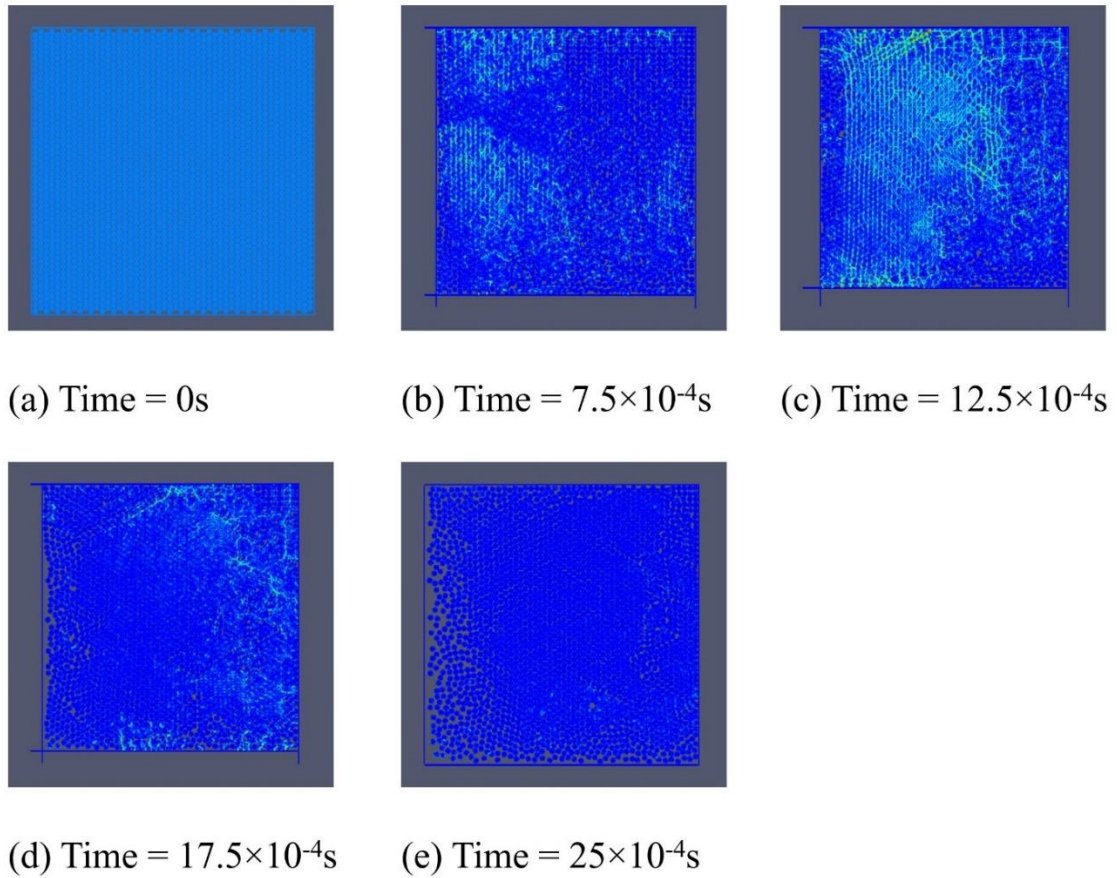 (a) Time = 0s
(b) Time = 7.5×10⁻⁴s
(c) Time = 12.5×10⁻⁴s
(d) Time = 17.5×10⁻⁴s
(e) Time = 25×10⁻⁴s